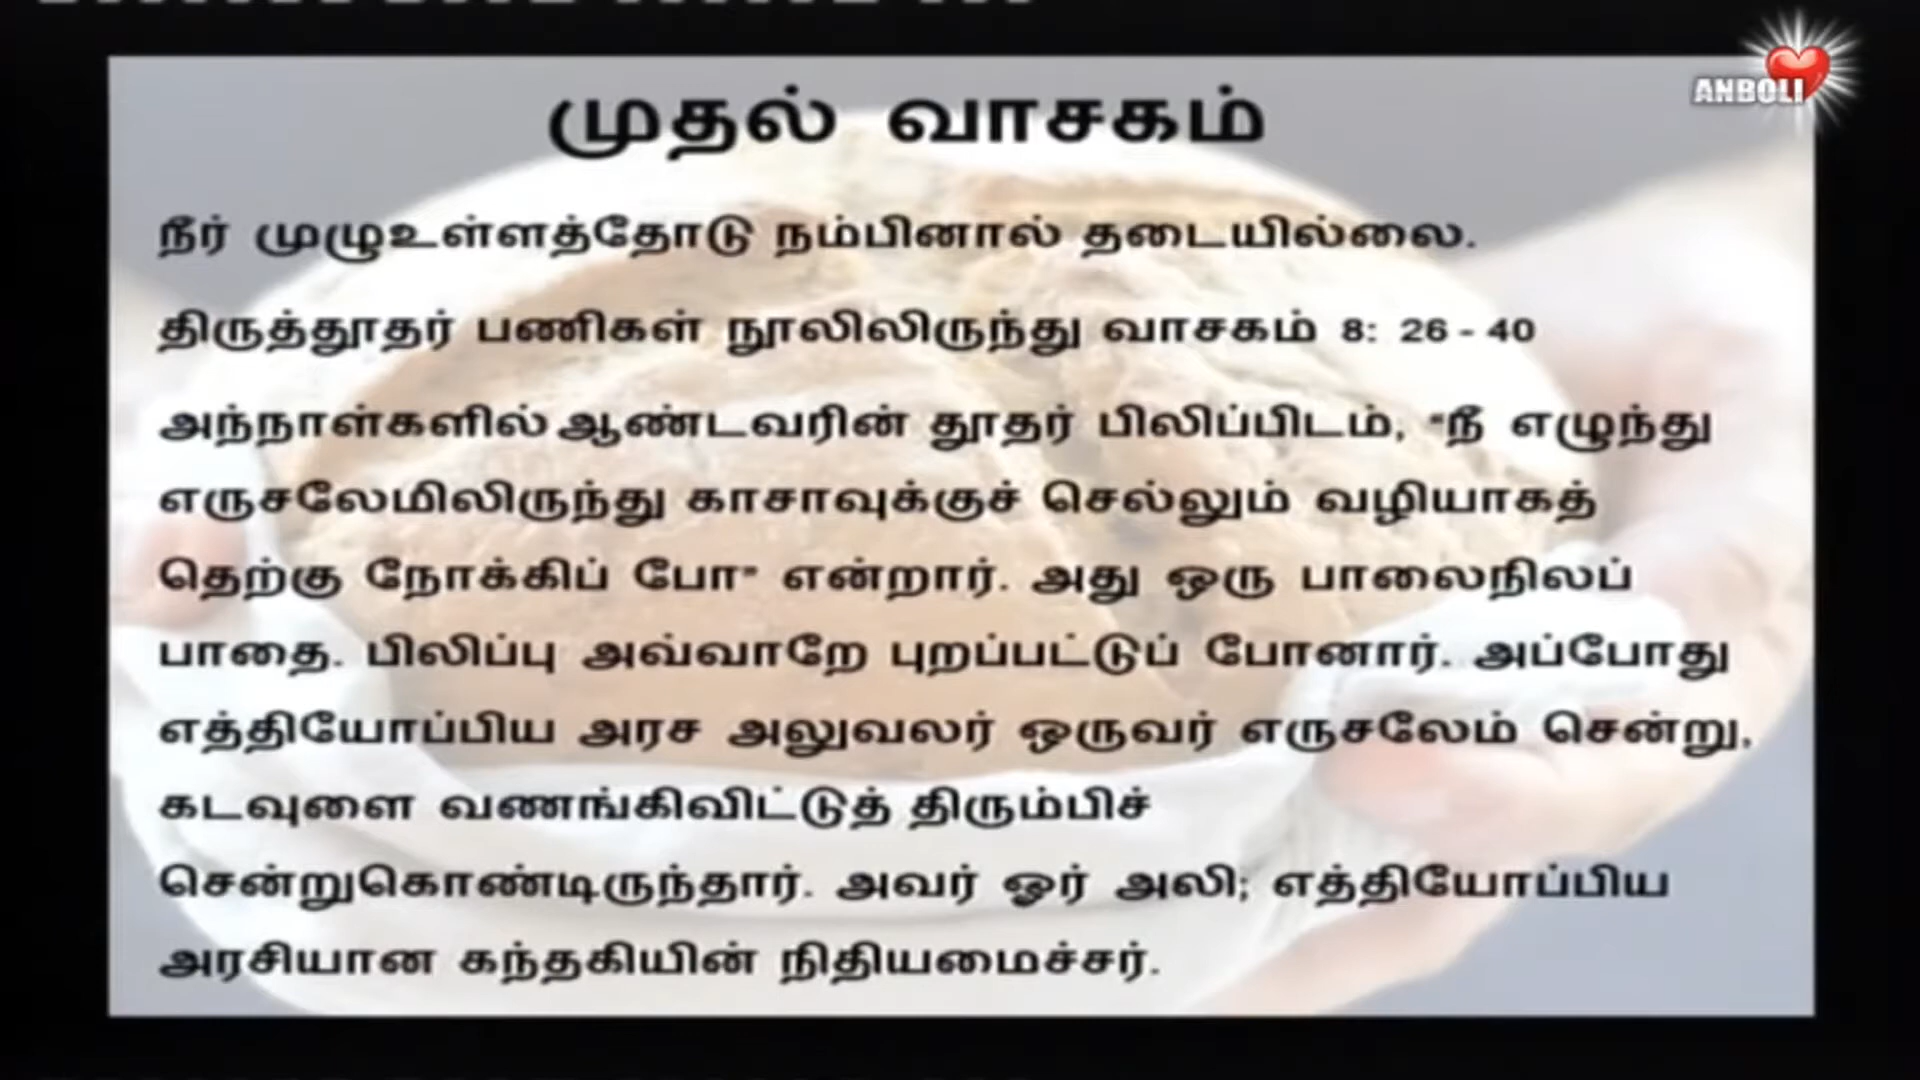 ANBOLI
முதல் வாசகம்
நீர் முழுஉள்ளத்தோடு நம்பினால் தடையில்லை.
திருத்தூதர் பணிகள் நூலிலிருந்து வாசகம் 8: 26 - 40
அந்நாள்களில் ஆண்டவரின் தூதர் பிலிப்பிடம், "நீ எழுந்து
எருசலேமிலிருந்து காசாவுக்குச் செல்லும் வழியாகத்
தெற்கு நோக்கிப் போ" என்றார். அது ஒரு பாலைநிலப்
பாதை. பிலிப்பு அவ்வாறே புறப்பட்டுப் போனார். அப்போது
எத்தியோப்பிய அரச அலுவலர் ஒருவர் எருசலேம் சென்று,
கடவுளை வணங்கிவிட்டுத் திரும்பிச்
சென்றுகொண்டிருந்தார். அவர் ஓர் அலி; எத்தியோப்பிய
அரசியான கந்தகியின் நிதியமைச்சர்.